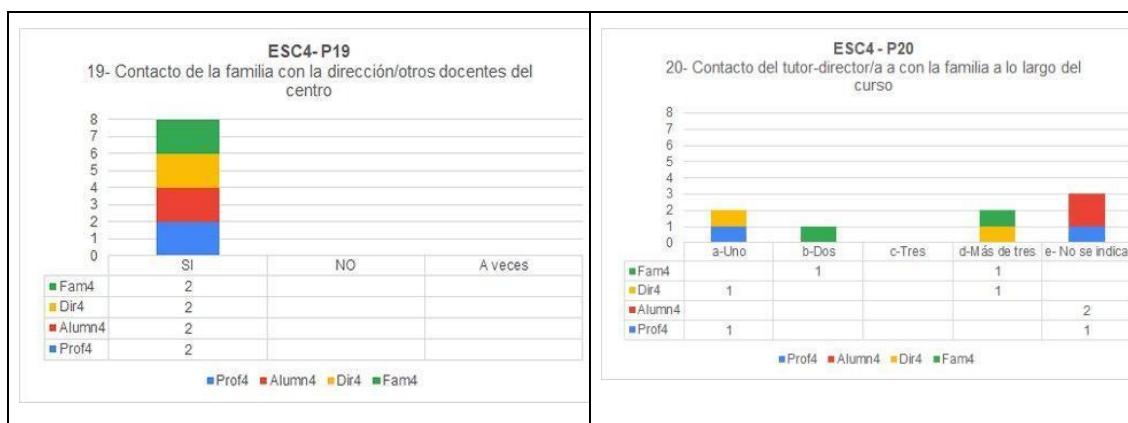 ESC4- P19
19- Contacto de la familia con la dirección/otros docentes del
centro
8
7
6
5
4
3
2
1
0
SI NO A veces
Fam4 2
Dir4 2
Alumn4 2
Prof4 2
Prof4 Alumn4 Dir4 Fam4
ESC4 - P20
20- Contacto del tutor-director/a a con la familia a lo largo del
curso
8
7
6
5
4
3
2
1
0
a-Uno b-Dos c-Tres d-Más de tres e- No se indica
Fam4 1 1
Dir4 1 1
Alumn4 2
Prof4 1 1
Prof4 Alumn4 Dir4 Fam4